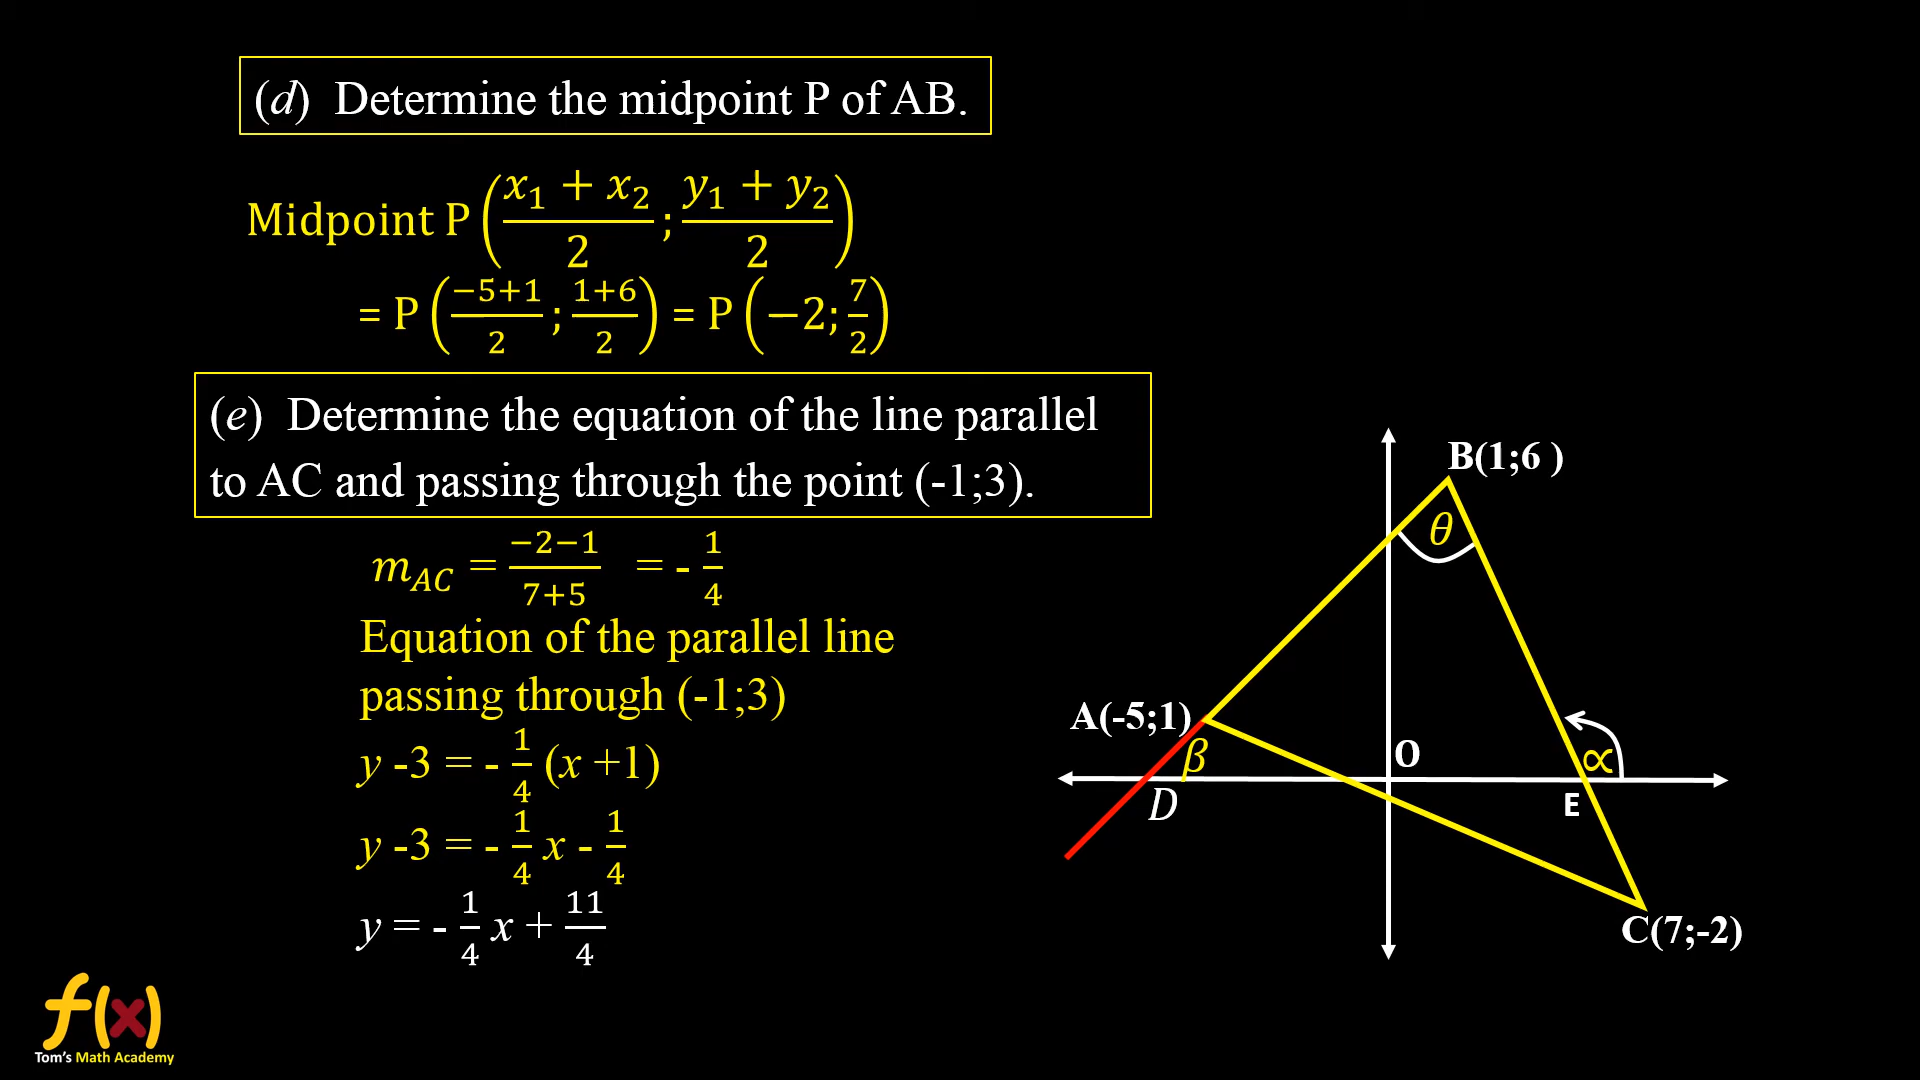 (d) Determine the midpoint P of AB.
Midpoint P((x₁ + x₂)/2 ; (y₁ + y₂)/2)
= P((−5+1)/2 ; (1+6)/2) = P(−2; 7/2)
(e) Determine the equation of the line parallel
to AC and passing through the point (-1;3).
m_AC = (−2−1)/(7+5) = - 1/4
Equation of the parallel line
passing through (-1;3)
y -3 = - 1/4 (x +1)
y -3 = - 1/4 x - 1/4
y = - 1/4 x + 11/4
B(1;6 )
θ
A(-5;1)
β
O
∝
D
E
C(7;-2)
f(x)
Tom's Math Academy